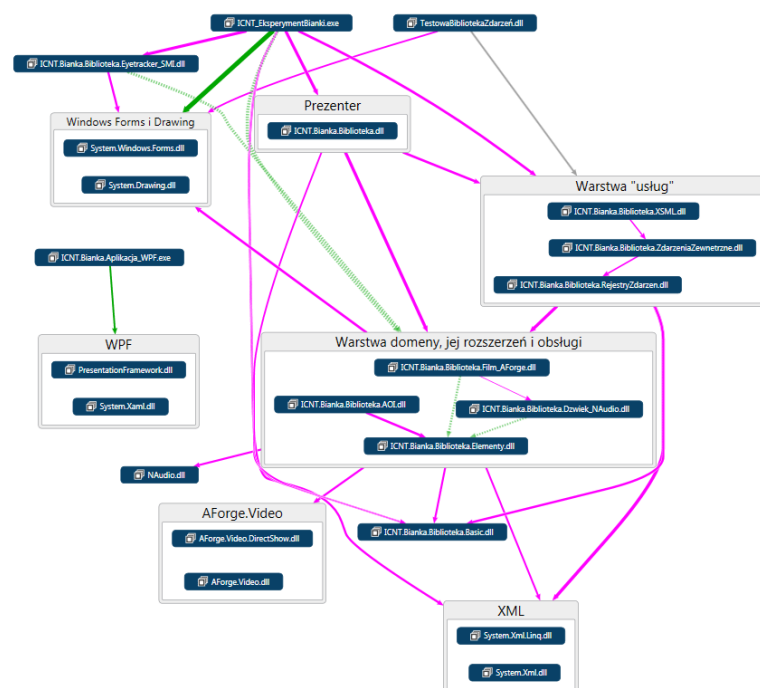 ICNT_EksperymentBianki.exe
TestowaBibliotekaZdarzeń.dll
ICNT.Bianka.Biblioteka.Eyetracker_SMI.dll
Prezenter
ICNT.Bianka.Biblioteka.dll
Windows Forms i Drawing
System.Windows.Forms.dll
System.Drawing.dll
Warstwa "usług"
ICNT.Bianka.Biblioteka.XSML.dll
ICNT.Bianka.Biblioteka.ZdarzeniaZewnetrzne.dll
ICNT.Bianka.Biblioteka.RejestryZdarzen.dll
ICNT.Bianka.Aplikacja_WPF.exe
WPF
PresentationFramework.dll
System.Xaml.dll
Warstwa domeny, jej rozszerzeń i obsługi
ICNT.Bianka.Biblioteka.Film_AForge.dll
ICNT.Bianka.Biblioteka.AOI.dll
ICNT.Bianka.Biblioteka.Dzwiek_NAudio.dll
ICNT.Bianka.Biblioteka.Elementy.dll
NAudio.dll
AForge.Video
AForge.Video.DirectShow.dll
AForge.Video.dll
ICNT.Bianka.Biblioteka.Basic.dll
XML
System.Xml.Linq.dll
System.Xml.dll